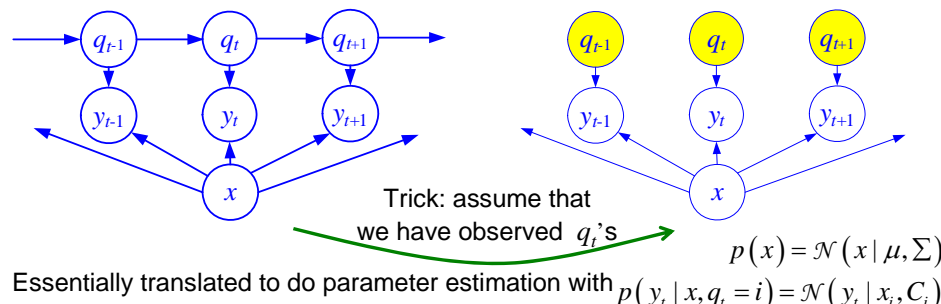 q_{t-1} q_t q_{t+1}
y_{t-1} y_t y_{t+1}
x
q_{t-1} q_t q_{t+1}
y_{t-1} y_t y_{t+1}
x
Trick: assume that
we have observed q_t's
p(x) = 𝒩(x | μ, Σ)
Essentially translated to do parameter estimation with p(y_t | x, q_t = i) = 𝒩(y_t | x_i, C_i)